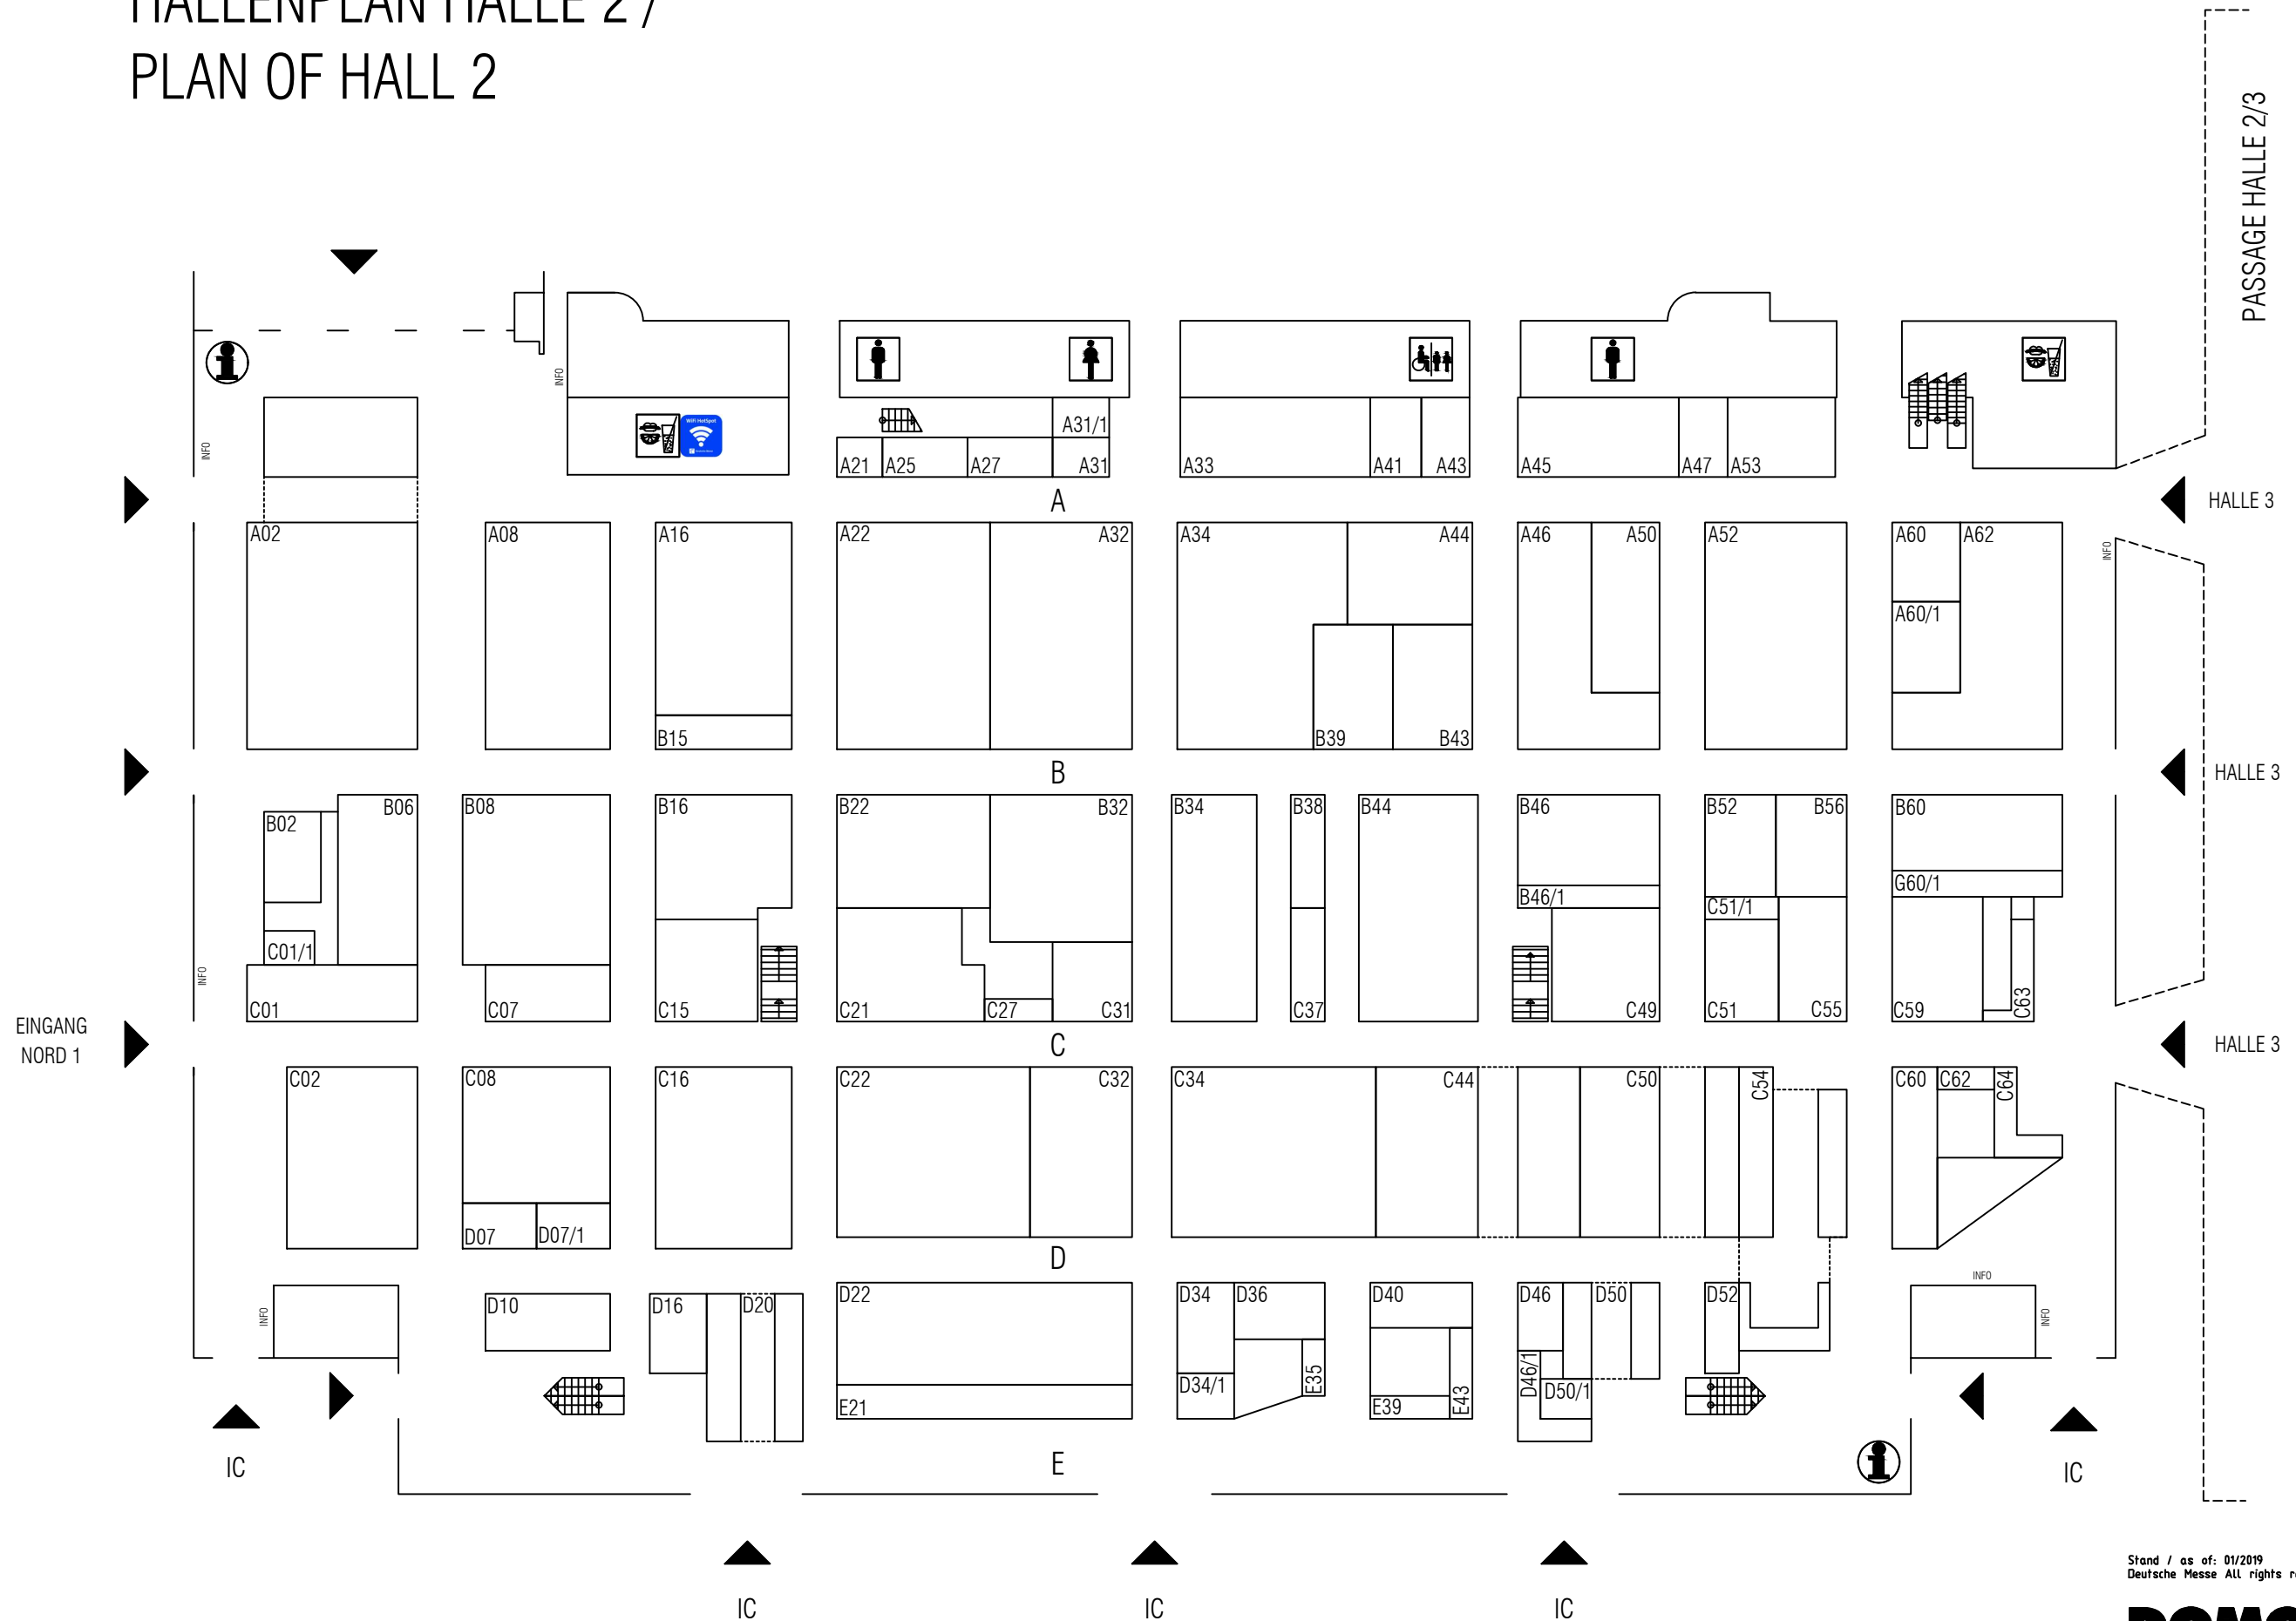 HALLENPLAN HALLE 2 /
PLAN OF HALL 2
PASSAGE HALLE 2/3
INFO
INFO
Wifi HotSpot
A31/1
A21 A25 A27 A31 A33 A41 A43 A45 A47 A53
A
HALLE 3
A02 A08 A16 A22 A32 A34 A44 A46 A50 A52 A60 A62
INFO
A60/1
B15 B39 B43
B
HALLE 3
B06 B08 B16 B22 B32 B34 B38 B44 B46 B52 B56 B60
B02
G60/1
B46/1 C51/1
C01/1
INFO
C63
C01 C07 C15 C21 C27 C31 C37 C49 C51 C55 C59
EINGANG
NORD 1
C
HALLE 3
C02 C08 C16 C22 C32 C34 C44 C50 C54 C60 C62 C64
D07 D07/1
D
INFO
D22 D34 D36 D40 D46 D50 D52
D10 D16 D20
INFO
INFO
D34/1 E35 D46/1 D50/1
E21 E39 E43
E
IC
IC
IC
IC
IC
Stand / as of: 01/2019
Deutsche Messe All rights